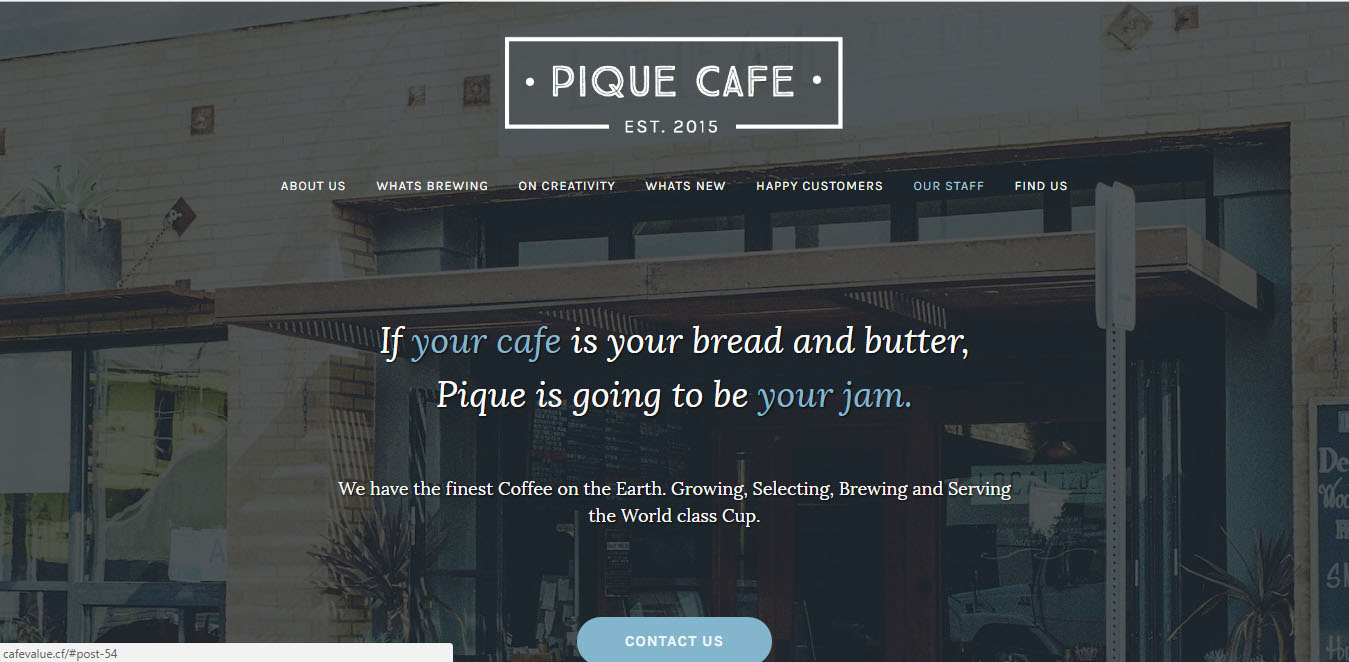 PIQUE CAFE
EST. 2015
ABOUT US WHATS BREWING ON CREATIVITY WHATS NEW HAPPY CUSTOMERS OUR STAFF FIND US
If your cafe is your bread and butter,
Pique is going to be your jam.
We have the finest Coffee on the Earth. Growing, Selecting, Brewing and Serving
the World class Cup.
CONTACT US
cafevalue.cf/#post-54